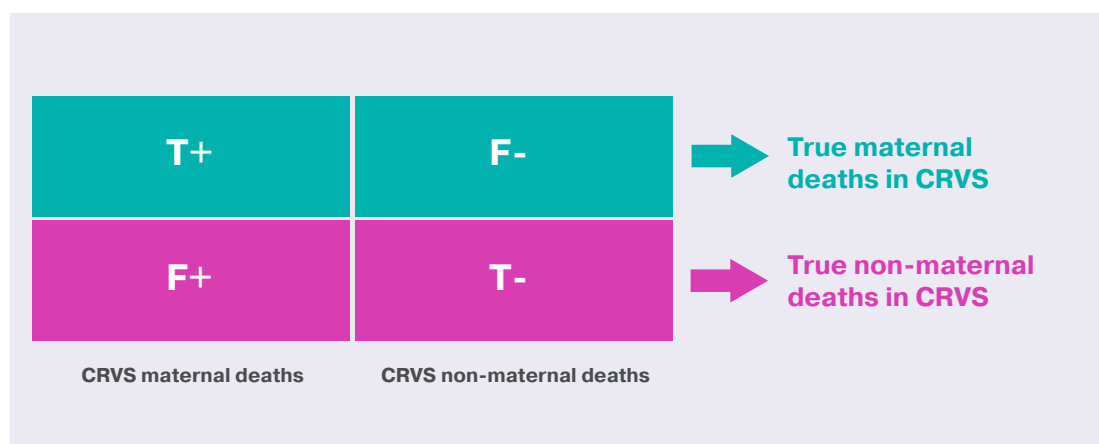 T+
F-
True maternal
deaths in CRVS
F+
T-
True non-maternal
deaths in CRVS
CRVS maternal deaths
CRVS non-maternal deaths